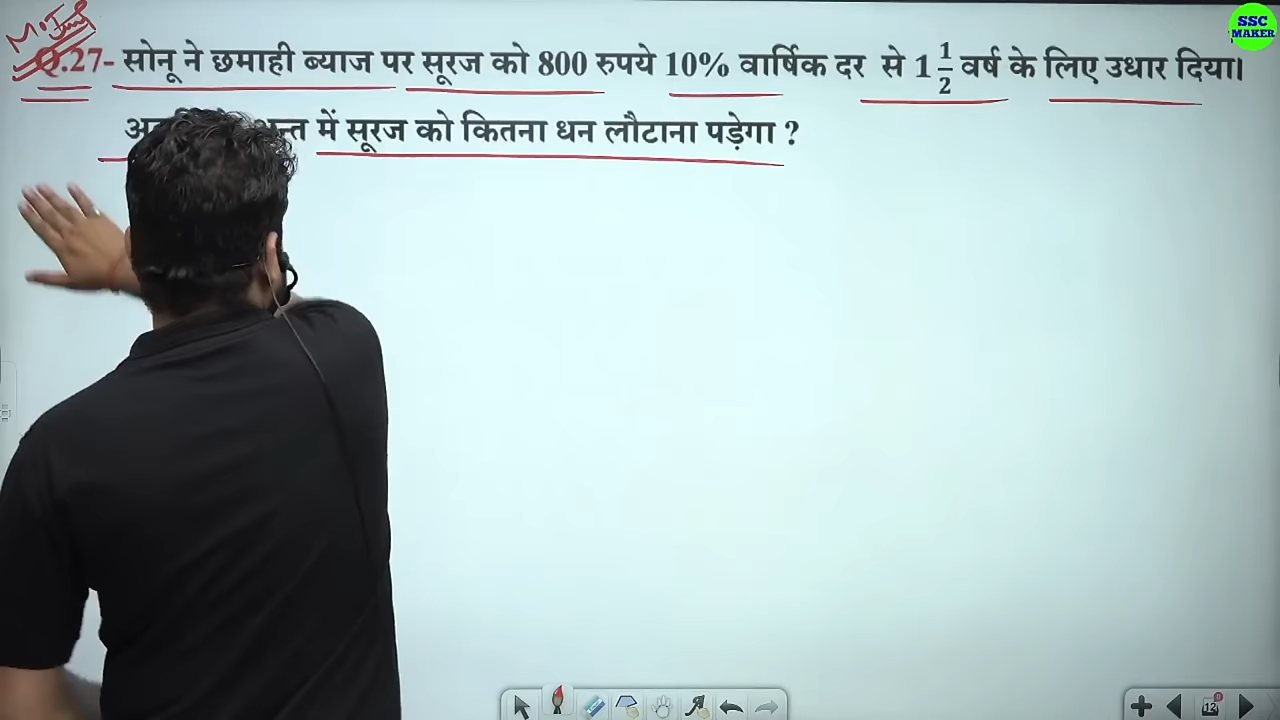 SSC
MAKER
Q.27- सोनू ने छमाही ब्याज पर सूरज को 800 रुपये 10% वार्षिक दर से 1 1/2 वर्ष के लिए उधार दिया।
में सूरज को कितना धन लौटाना पड़ेगा ?
12